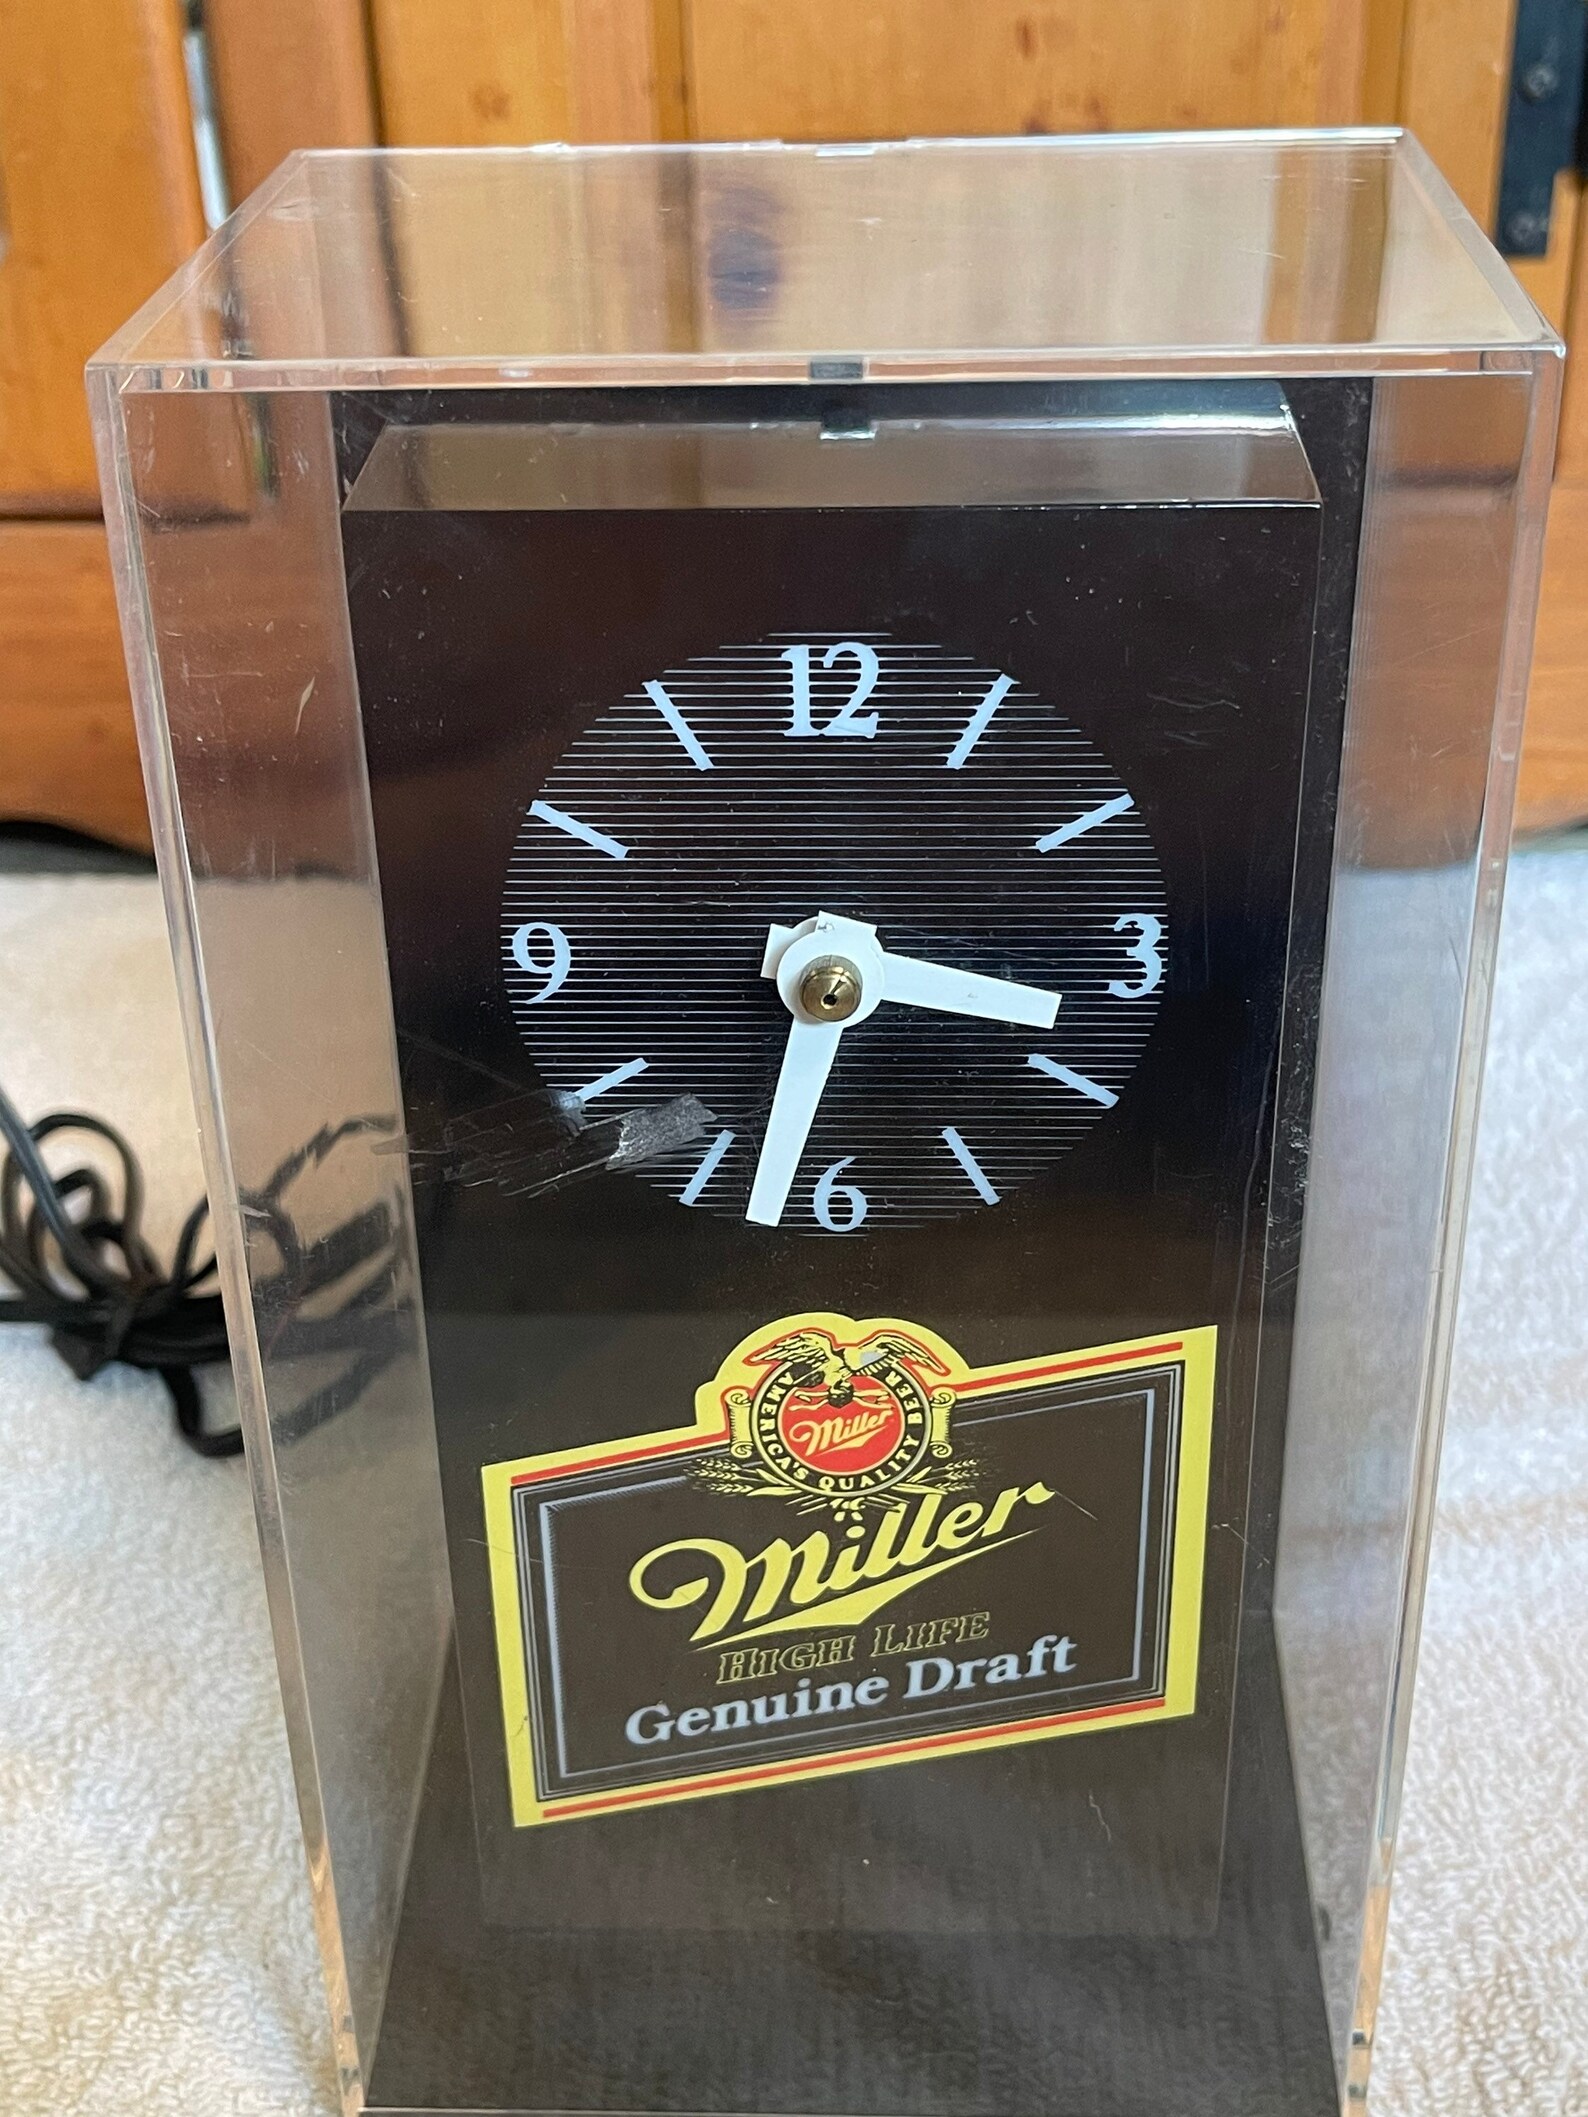 12
9
3
6
AMERICA'S QUALITY BEER
Miller
Miller
HIGH LIFE
Genuine Draft